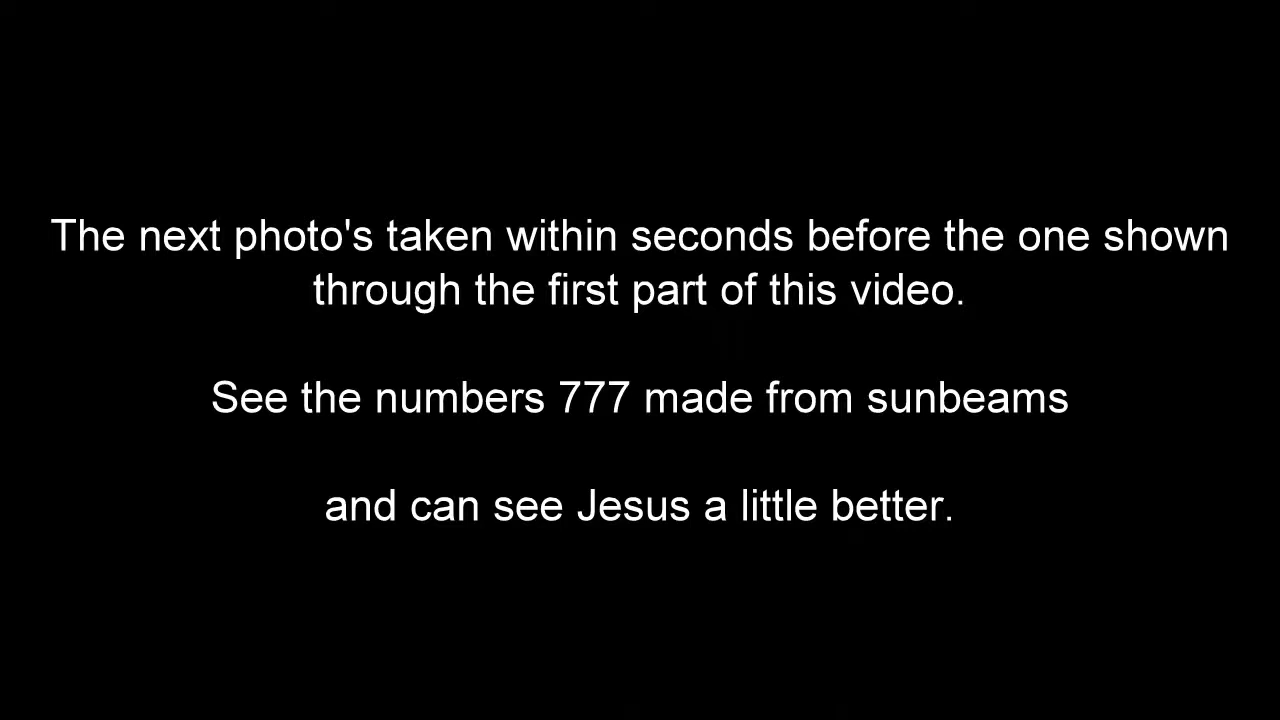 The next photo's taken within seconds before the one shown
through the first part of this video.
See the numbers 777 made from sunbeams
and can see Jesus a little better.